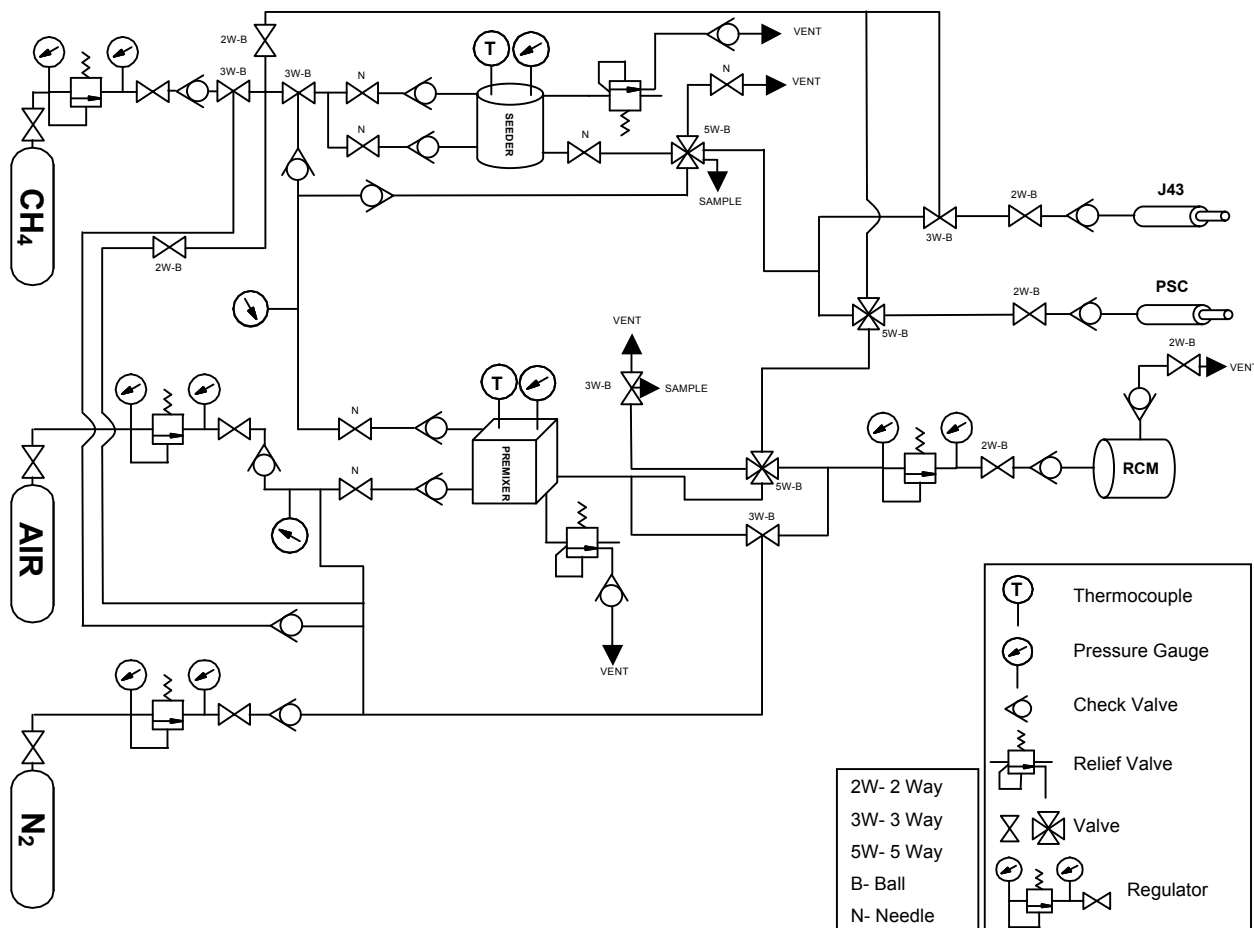 2W-B
VENT
3W-B
3W-B
N
T
N
VENT
SEEDER
5W-B
N
N
SAMPLE
CH4
2W-B
J43
2W-B
3W-B
PSC
2W-B
5W-B
VENT
3W-B
SAMPLE
2W-B
VENT
T
N
PREMIXER
2W-B
RCM
N
5W-B
3W-B
AIR
VENT
N2
T Thermocouple
Pressure Gauge
Check Valve
Relief Valve
Valve
Regulator
2W- 2 Way
3W- 3 Way
5W- 5 Way
B- Ball
N- Needle